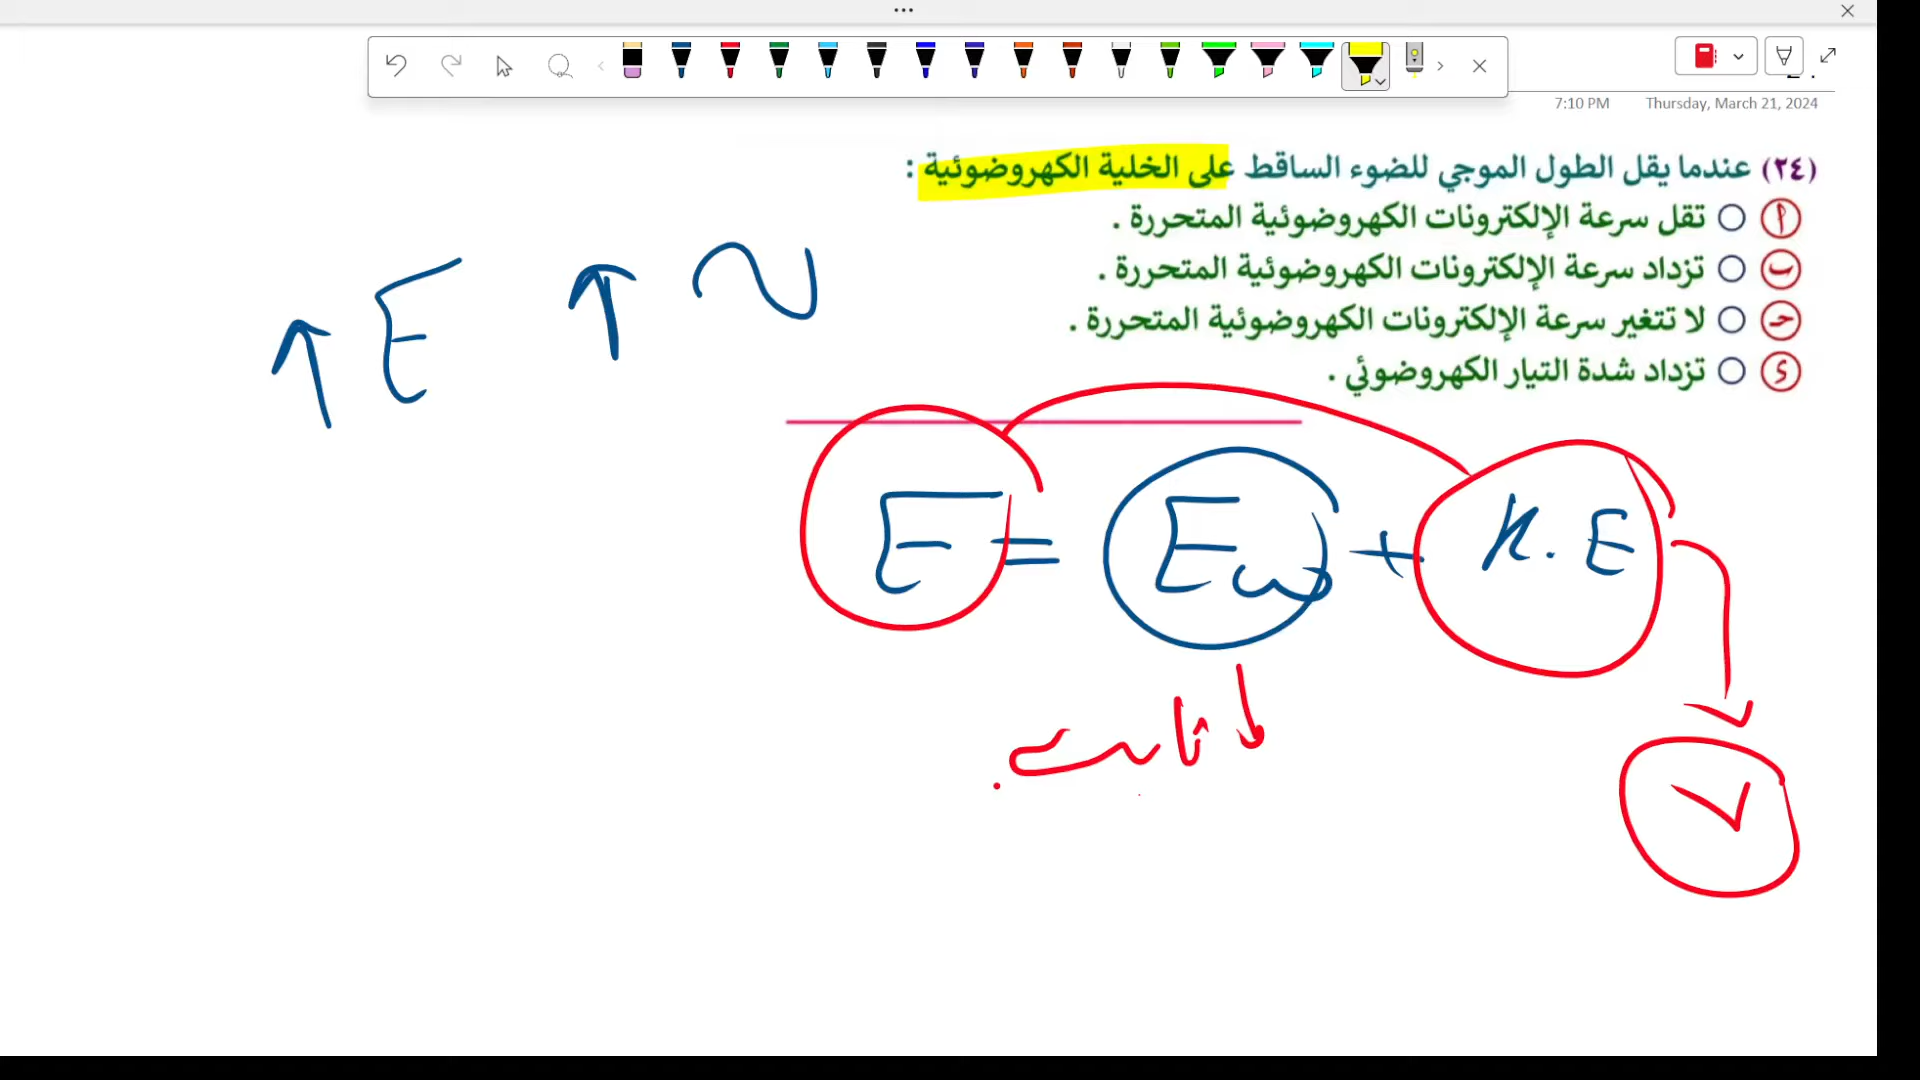 7:10 PM Thursday, March 21, 2024
(٢٤) عندما يقل الطول الموجي للضوء الساقط على الخلية الكهروضوئية :
أ تقل سرعة الإلكترونات الكهروضوئية المتحررة .
ب تزداد سرعة الإلكترونات الكهروضوئية المتحررة .
حـ لا تتغير سرعة الإلكترونات الكهروضوئية المتحررة .
د تزداد شدة التيار الكهروضوئي .
↑ E ↑ ν
E = Ew + K.E
ثابت